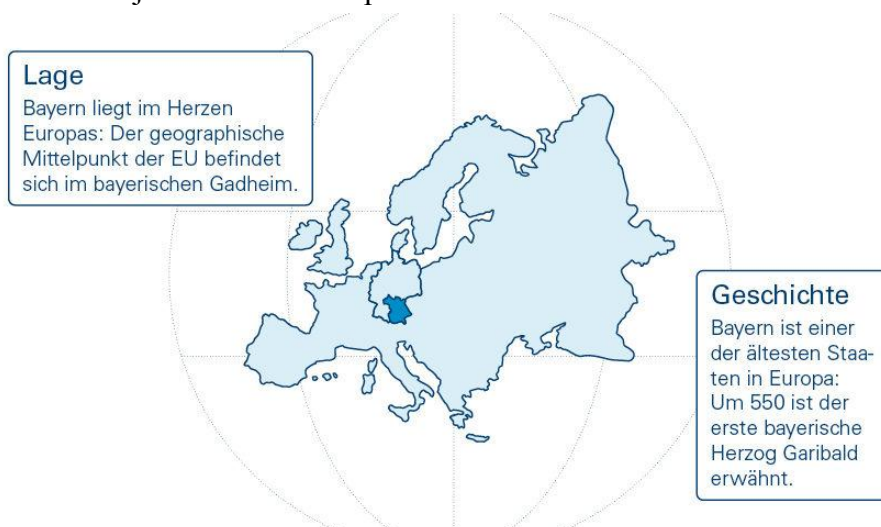 Lage
Bayern liegt im Herzen
Europas: Der geographische
Mittelpunkt der EU befindet
sich im bayerischen Gadheim.
Geschichte
Bayern ist einer
der ältesten Staa-
ten in Europa:
Um 550 ist der
erste bayerische
Herzog Garibald
erwähnt.